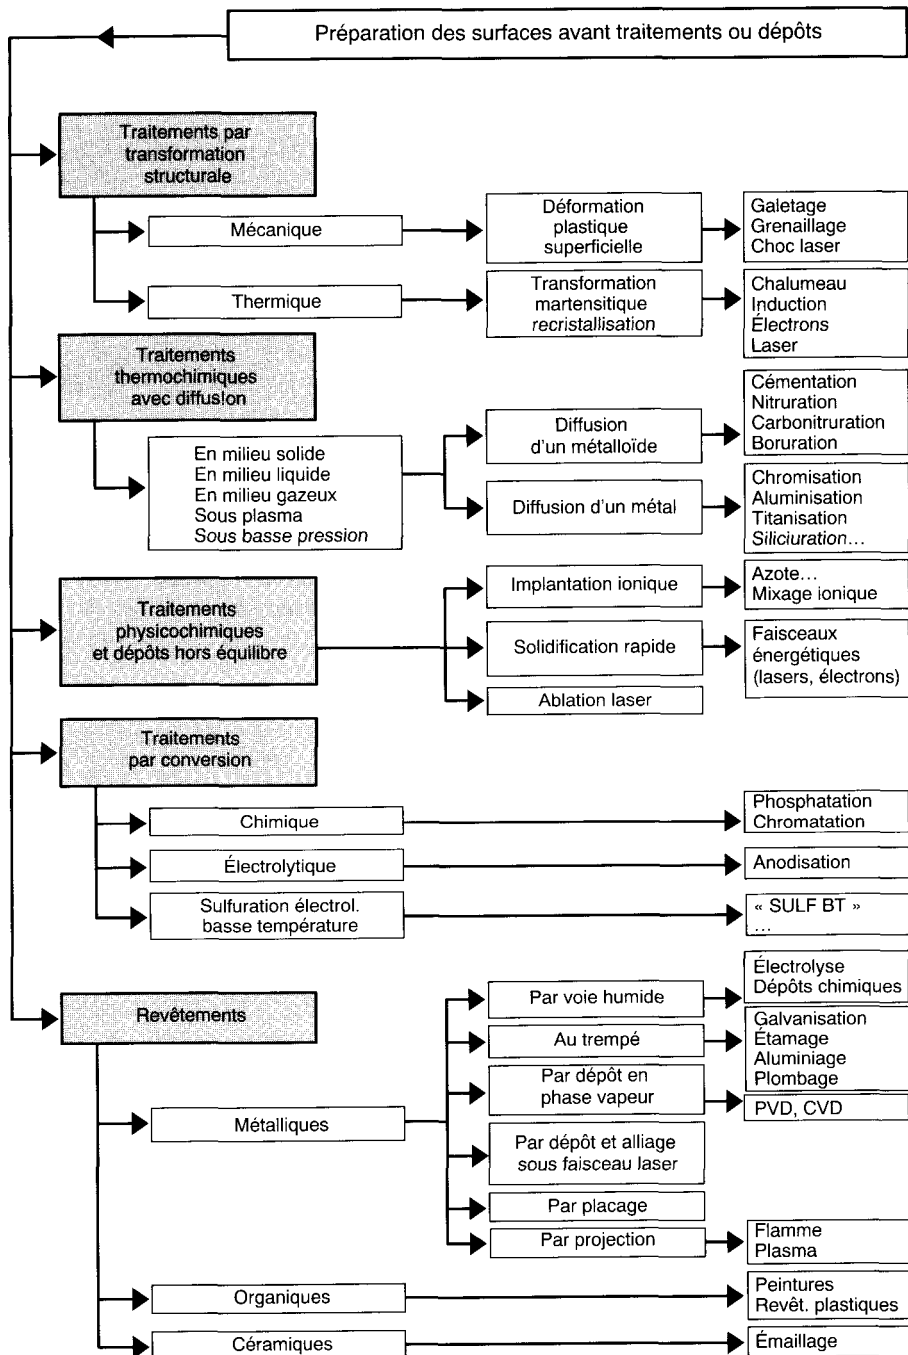 Préparation des surfaces avant traitements ou dépôts
Traitements par
transformation
structurale
Mécanique
Déformation
plastique
superficielle
Galetage
Grenaillage
Choc laser
Thermique
Transformation
martensitique
recristallisation
Chalumeau
Induction
Électrons
Laser
Traitements
thermochimiques
avec diffusion
En milieu solide
En milieu liquide
En milieu gazeux
Sous plasma
Sous basse pression
Diffusion
d'un métalloïde
Cémentation
Nitruration
Carbonitruration
Boruration
Diffusion d'un métal
Chromisation
Aluminisation
Titanisation
Siliciuration...
Traitements
physicochimiques
et dépôts hors équilibre
Implantation ionique
Azote...
Mixage ionique
Solidification rapide
Faisceaux
énergétiques
(lasers, électrons)
Ablation laser
Traitements
par conversion
Chimique
Phosphatation
Chromatation
Électrolytique
Anodisation
Sulfuration électrol.
basse température
« SULF BT »
...
Revêtements
Métalliques
Par voie humide
Électrolyse
Dépôts chimiques
Au trempé
Galvanisation
Étamage
Aluminiage
Plombage
Par dépôt en
phase vapeur
PVD, CVD
Par dépôt et alliage
sous faisceau laser
Par placage
Par projection
Flamme
Plasma
Organiques
Peintures
Revêt. plastiques
Céramiques
Émaillage